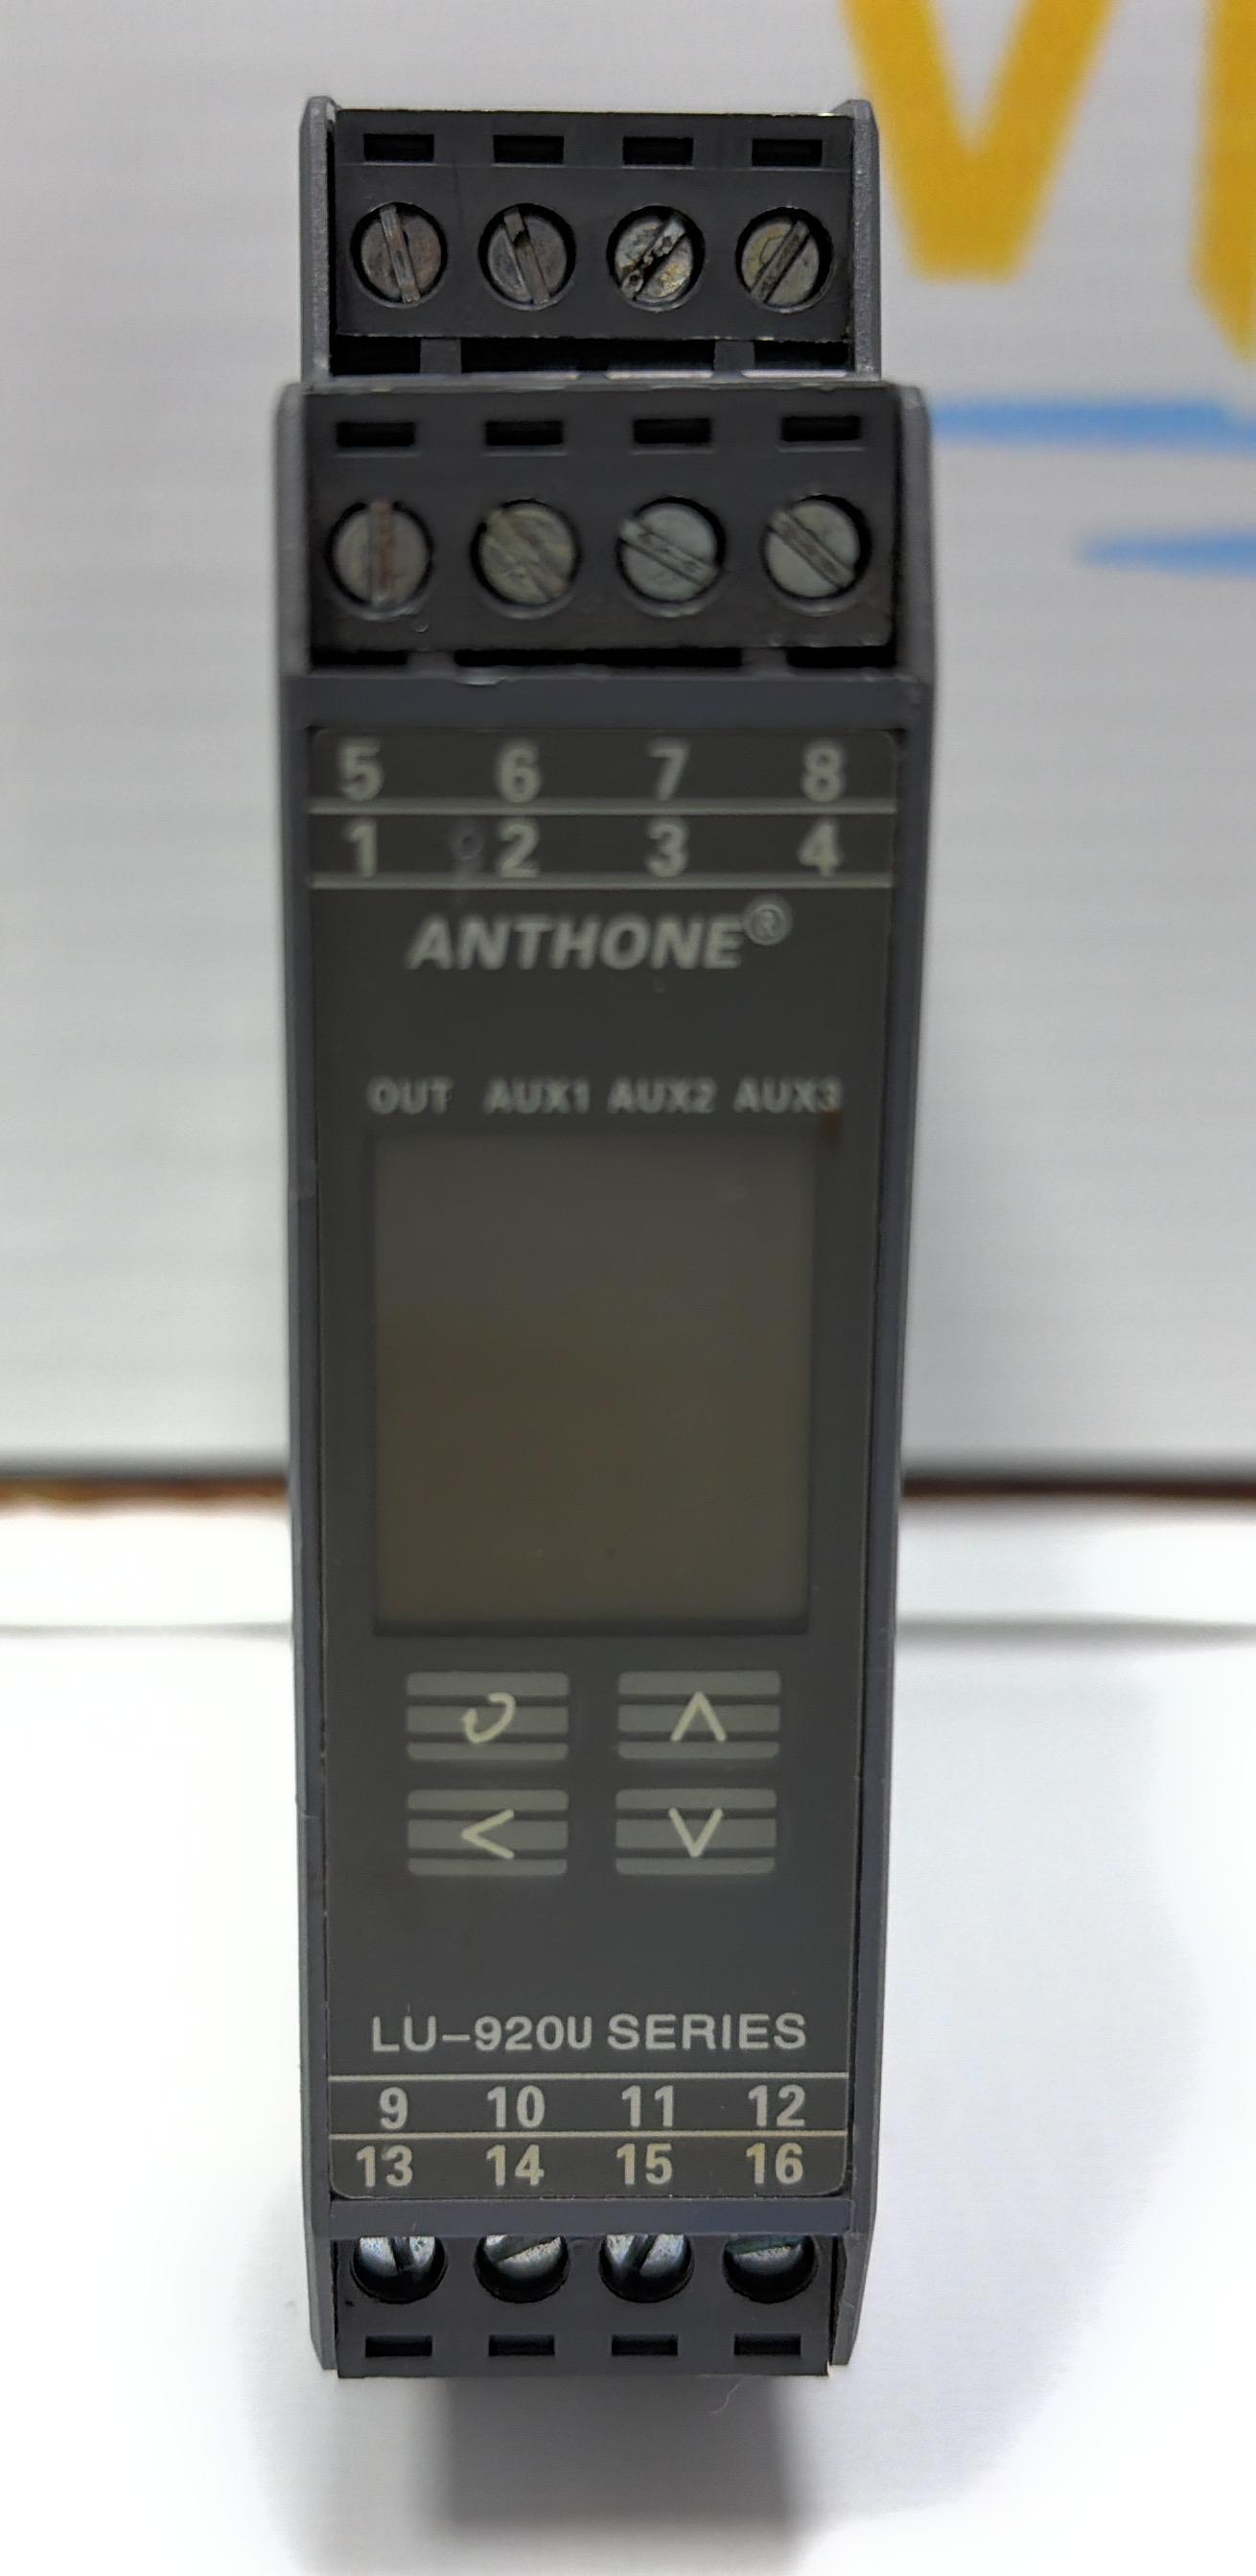 5 6 7 8
1 2 3 4
ANTHONE®
OUT AUX1 AUX2 AUX3
LU-920U SERIES
9 10 11 12
13 14 15 16